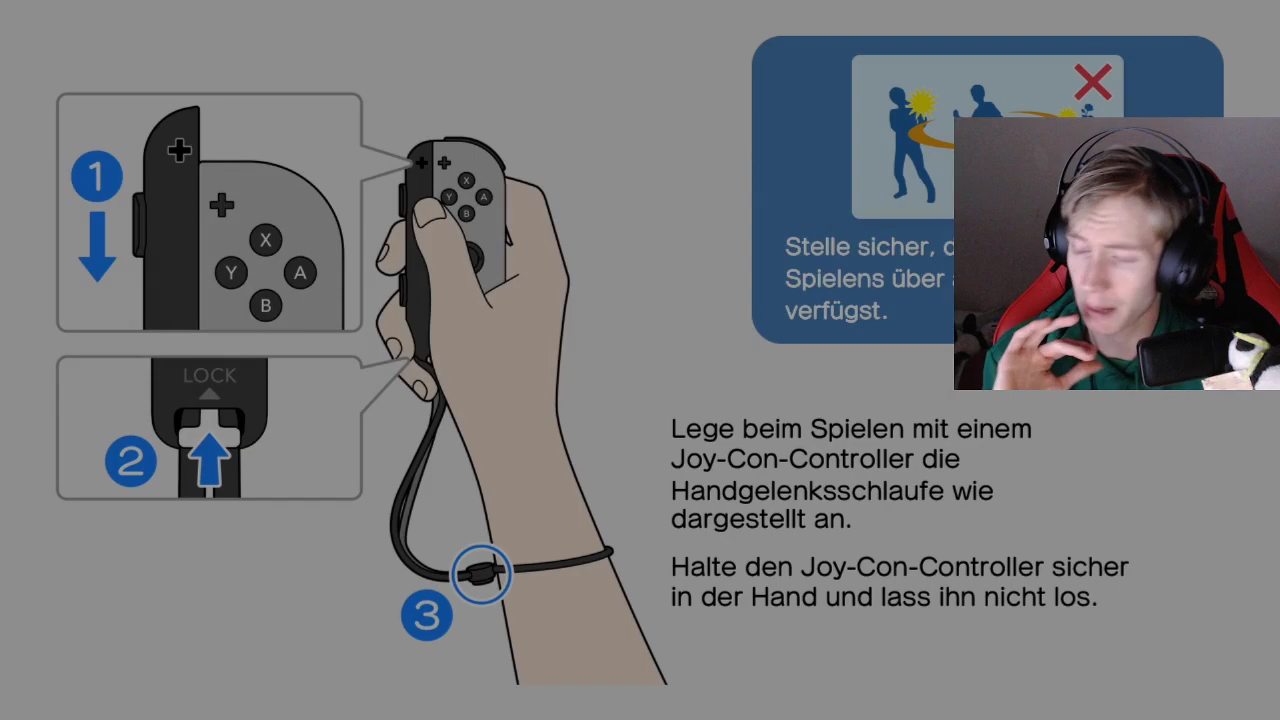 1
X
Y
A
B
X
Y
A
B
LOCK
2
3
Stelle sicher,
Spielens über
verfügst.
Lege beim Spielen mit einem
Joy-Con-Controller die
Handgelenksschlaufe wie
dargestellt an.
Halte den Joy-Con-Controller sicher
in der Hand und lass ihn nicht los.